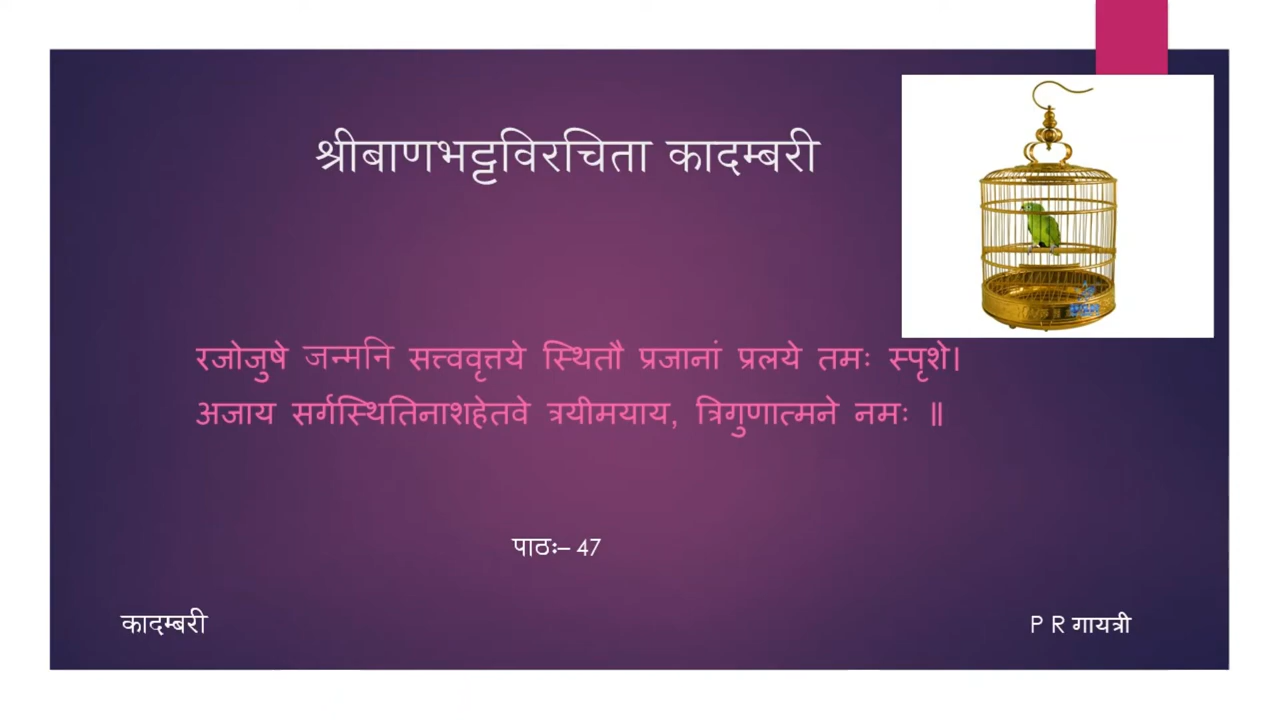 श्रीबाणभट्टविरचिता कादम्बरी
रजोजुषे जन्मनि सत्त्ववृत्तये स्थितौ प्रजानां प्रलये तमः स्पृशे।
अजाय सर्गस्थितिनाशहेतवे त्रयीमयाय, त्रिगुणात्मने नमः ॥
पाठः– 47
कादम्बरी
P R गायत्री